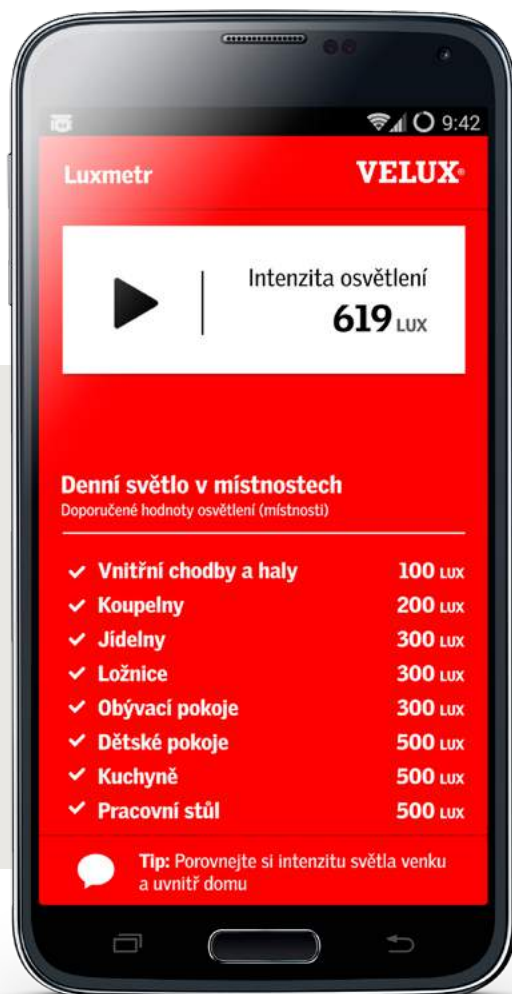 9:42
Luxmetr VELUX®
Intenzita osvětlení
619 LUX
Denní světlo v místnostech
Doporučené hodnoty osvětlení (místnosti)
Vnitřní chodby a haly 100 LUX
Koupelny 200 LUX
Jídelny 300 LUX
Ložnice 300 LUX
Obývací pokoje 300 LUX
Dětské pokoje 500 LUX
Kuchyně 500 LUX
Pracovní stůl 500 LUX
Tip: Porovnejte si intenzitu světla venku
a uvnitř domu